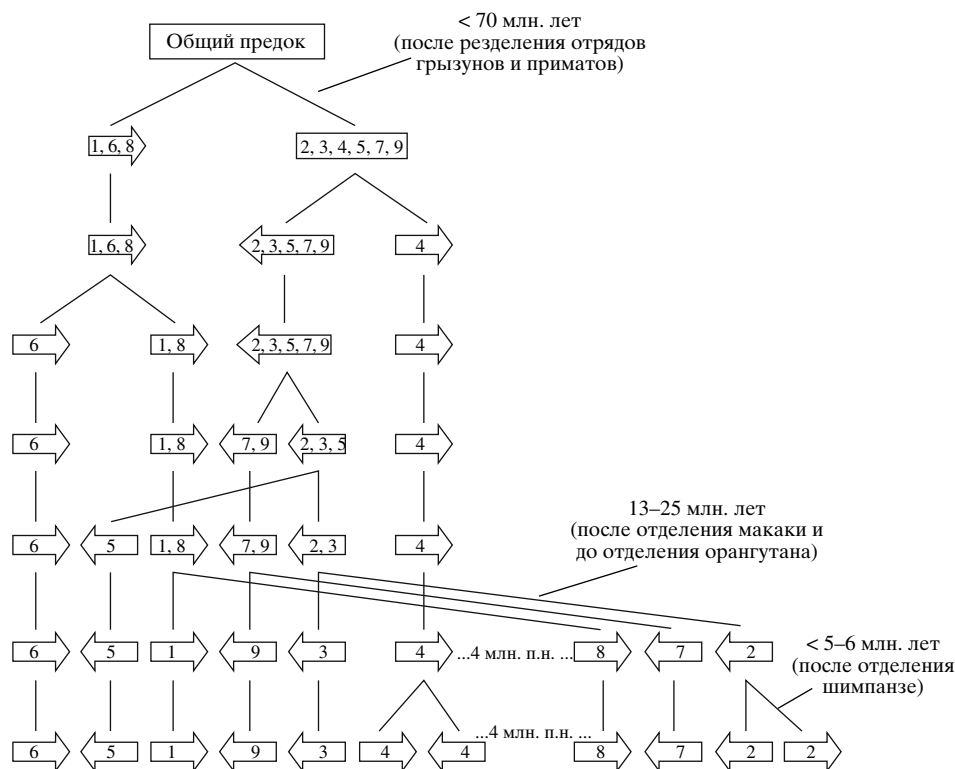 < 70 млн. лет
(после резделения отрядов
грызунов и приматов)
Общий предок
1, 6, 8
2, 3, 4, 5, 7, 9
1, 6, 8
2, 3, 5, 7, 9
4
6
1, 8
2, 3, 5, 7, 9
4
6
1, 8
7, 9
2, 3, 5
4
13–25 млн. лет
(после отделения макаки и
до отделения орангутана)
6
5
1, 8
7, 9
2, 3
4
< 5–6 млн. лет
(после отделения
шимпанзе)
6
5
1
9
3
4
...4 млн. п.н. ...
8
7
2
6
5
1
9
3
4
4
...4 млн. п.н. ...
8
7
2
2